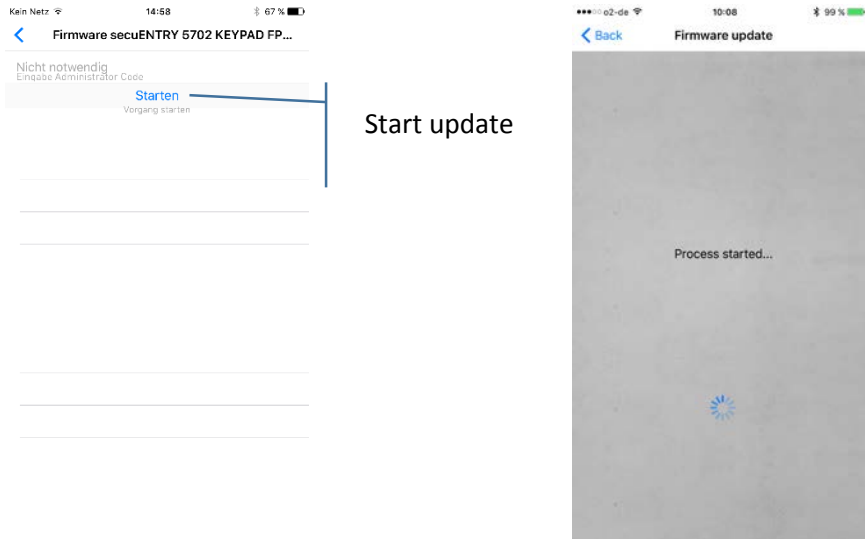 Kein Netz 14:58 67 %
Firmware secuENTRY 5702 KEYPAD FP...
Nicht notwendig
Eingabe Administrator Code
Starten
Vorgang starten
Start update
o2-de 10:08 99 %
Back Firmware update
Process started...